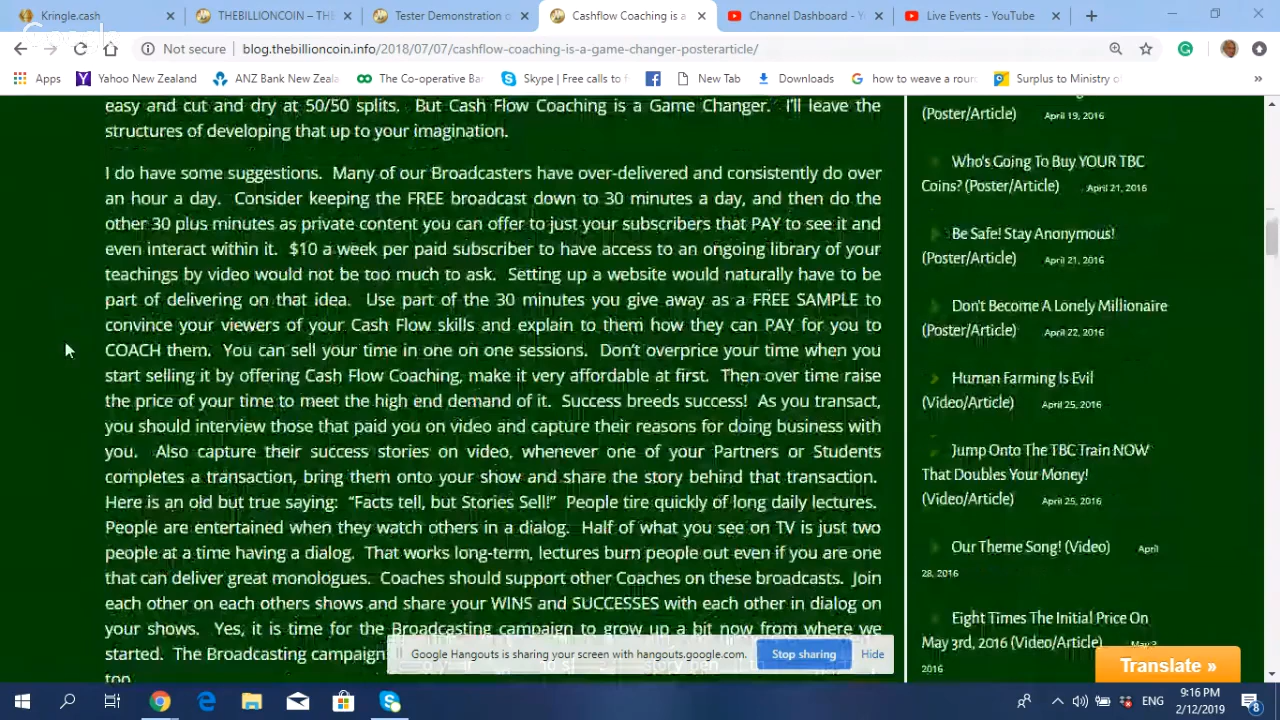 Kringle.cash
THEBILLIONCOIN – THE
Tester Demonstration o
Cashflow Coaching is a
Channel Dashboard - Y
Live Events - YouTube
Google
Not secure
blog.thebillioncoin.info/2018/07/07/cashflow-coaching-is-a-game-changer-posterarticle/
Apps
Yahoo New Zealand
ANZ Bank New Zeala
The Co-operative Ba
Skype | Free calls to f
New Tab
Downloads
how to weave a roun
Surplus to Ministry o
»
easy and cut and dry at 50/50 splits. But Cash Flow Coaching is a Game Changer. I'll leave the
structures of developing that up to your imagination.
I do have some suggestions. Many of our Broadcasters have over-delivered and consistently do over
an hour a day. Consider keeping the FREE broadcast down to 30 minutes a day, and then do the
other 30 plus minutes as private content you can offer to just your subscribers that PAY to see it and
even interact within it. $10 a week per paid subscriber to have access to an ongoing library of your
teachings by video would not be too much to ask. Setting up a website would naturally have to be
part of delivering on that idea. Use part of the 30 minutes you give away as a FREE SAMPLE to
convince your viewers of your Cash Flow skills and explain to them how they can PAY for you to
COACH them. You can sell your time in one on one sessions. Don't overprice your time when you
start selling it by offering Cash Flow Coaching, make it very affordable at first. Then over time raise
the price of your time to meet the high end demand of it. Success breeds success! As you transact,
you should interview those that paid you on video and capture their reasons for doing business with
you. Also capture their success stories on video, whenever one of your Partners or Students
completes a transaction, bring them onto your show and share the story behind that transaction.
Here is an old but true saying: “Facts tell, but Stories Sell!” People tire quickly of long daily lectures.
People are entertained when they watch others in a dialog. Half of what you see on TV is just two
people at a time having a dialog. That works long-term, lectures burn people out even if you are one
that can deliver great monologues. Coaches should support other Coaches on these broadcasts. Join
each other on each others shows and share your WINS and SUCCESSES with each other in dialog on
your shows. Yes, it is time for the Broadcasting campaign to grow up a bit now from where we
started. The Broadcasting campaign
top.
(Poster/Article) April 19, 2016
Who's Going To Buy YOUR TBC
Coins? (Poster/Article) April 21, 2016
Be Safe! Stay Anonymous!
(Poster/Article) April 21, 2016
Don't Become A Lonely Millionaire
(Poster/Article) April 22, 2016
Human Farming Is Evil
(Video/Article) April 25, 2016
Jump Onto The TBC Train NOW
That Doubles Your Money!
(Video/Article) April 25, 2016
Our Theme Song! (Video) April
28, 2016
Eight Times The Initial Price On
May 3rd, 2016 (Video/Article) May 3
2016
Google Hangouts is sharing your screen with hangouts.google.com.
Stop sharing
Hide
Translate »
ENG
9:16 PM
2/12/2019
8